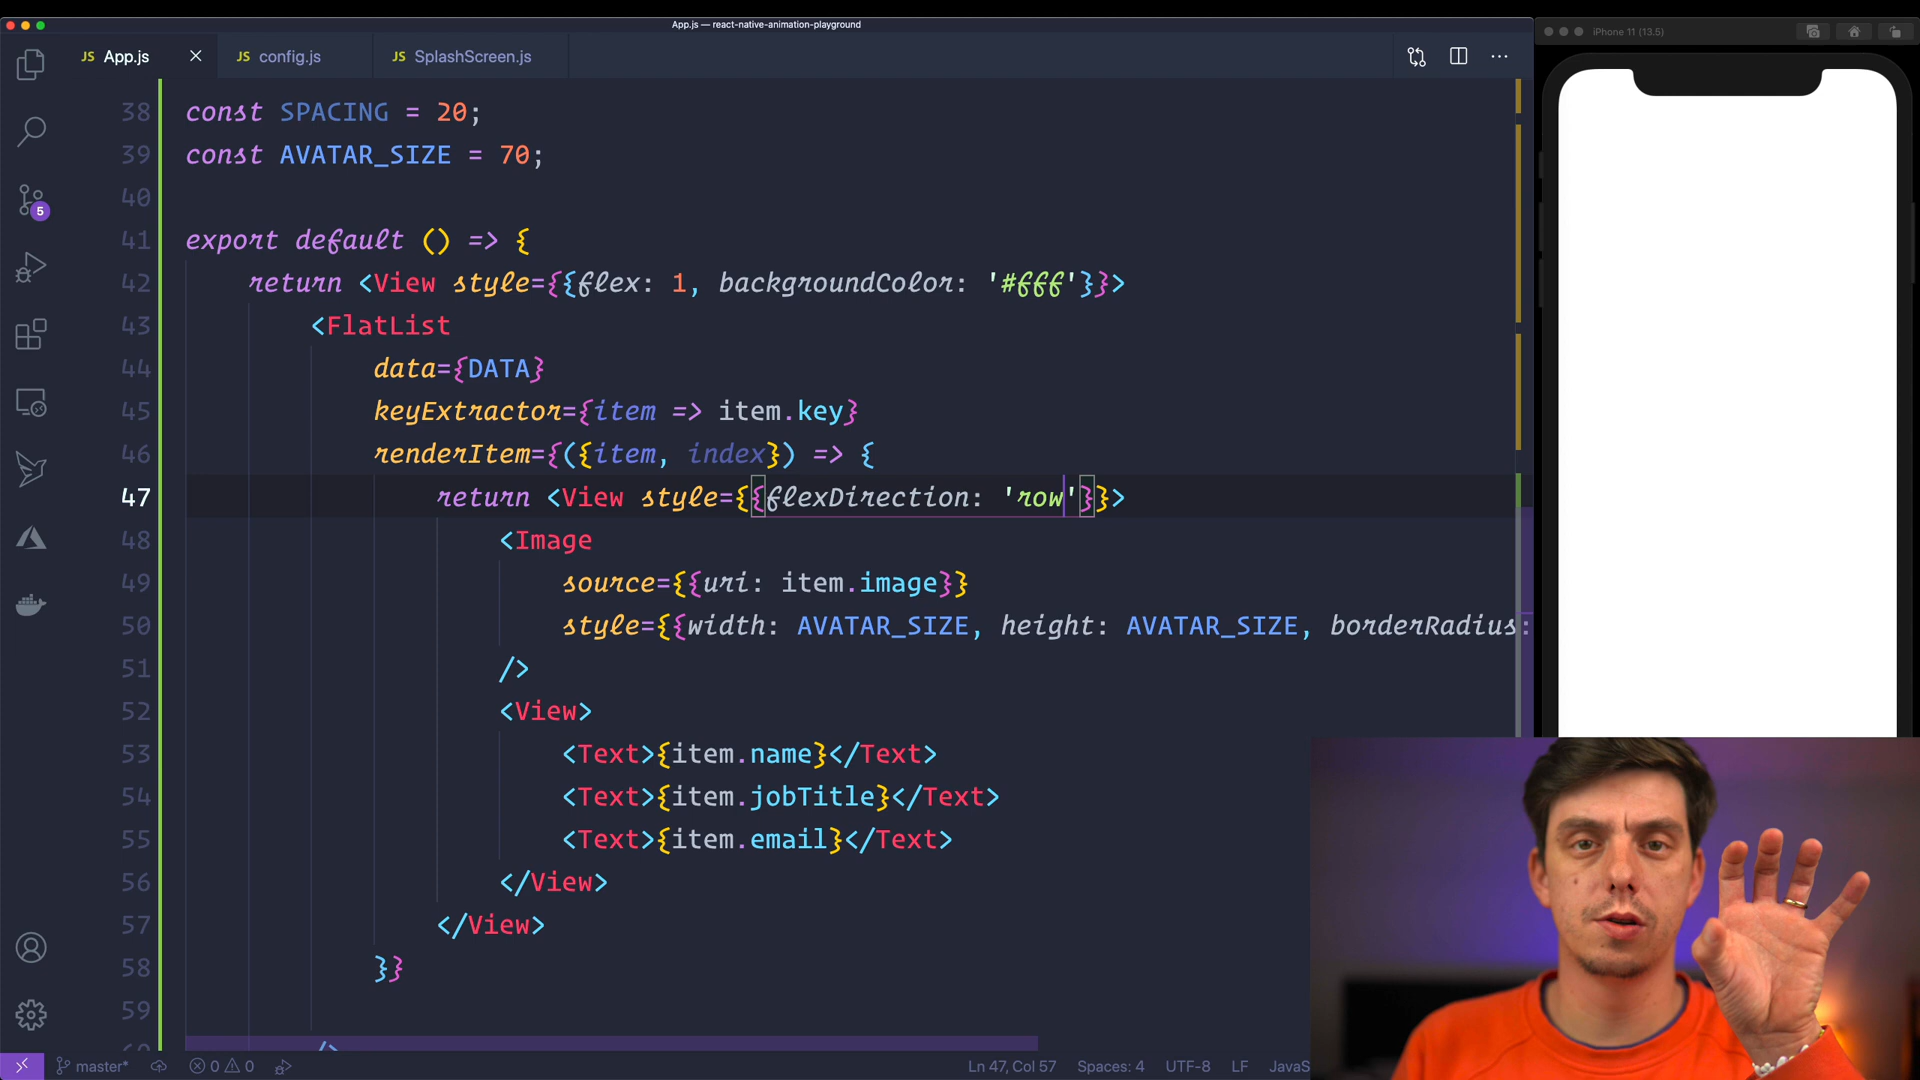 App.js — react-native-animation-playground
JS App.js
JS config.js
JS SplashScreen.js
iPhone 11 (13.5)
38 const SPACING = 20;
39 const AVATAR_SIZE = 70;
40
41 export default () => {
42 return <View style={{flex: 1, backgroundColor: '#fff'}}>
43 <FlatList
44 data={DATA}
45 keyExtractor={item => item.key}
46 renderItem={({item, index}) => {
47 return <View style={{flexDirection: 'row'}}>
48 <Image
49 source={{uri: item.image}}
50 style={{width: AVATAR_SIZE, height: AVATAR_SIZE, borderRadius:
51 />
52 <View>
53 <Text>{item.name}</Text>
54 <Text>{item.jobTitle}</Text>
55 <Text>{item.email}</Text>
56 </View>
57 </View>
58 }}
59
60 />
5
master* 0 0
Ln 47, Col 57 Spaces: 4 UTF-8 LF JavaS